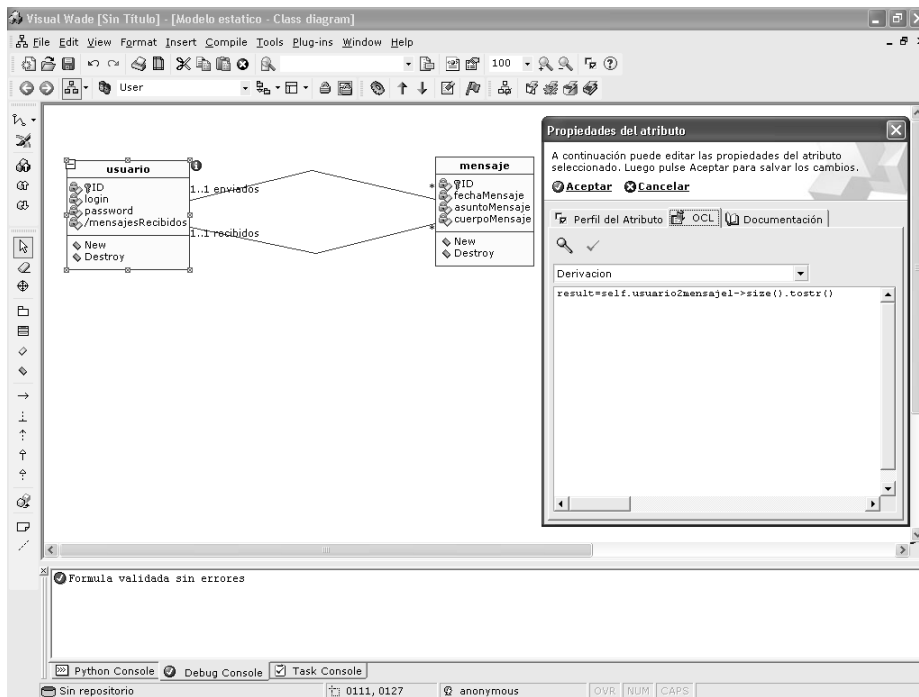 Visual Wade [Sin Título] - [Modelo estatico - Class diagram]
File Edit View Format Insert Compile Tools Plug-ins Window Help
100
User
usuario
ID
login
password
/mensajesRecibidos
New
Destroy
1..1 enviados
1..1 recibidos
*
*
mensaje
ID
fechaMensaje
asuntoMensaje
cuerpoMensaje
New
Destroy
Propiedades del atributo
A continuación puede editar las propiedades del atributo
seleccionado. Luego pulse Aceptar para salvar los cambios.
Aceptar Cancelar
Perfil del Atributo OCL Documentación
Derivacion
result=self.usuario2mensaje1->size().tostr()
Formula validada sin errores
Python Console Debug Console Task Console
Sin repositorio 0111, 0127 anonymous OVR NUM CAPS